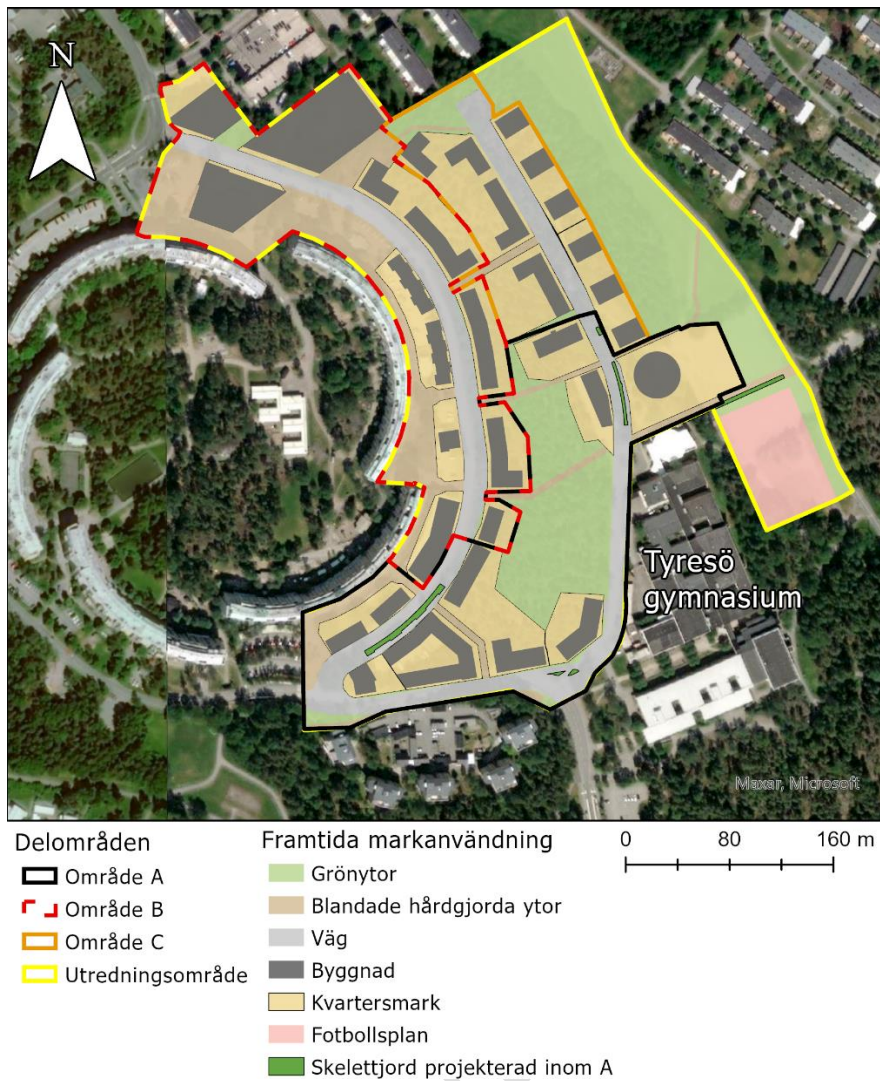 N
Tyresö
gymnasium
Maxar, Microsoft
Delområden
Område A
Område B
Område C
Utredningsområde
Framtida markanvändning
Grönytor
Blandade hårdgjorda ytor
Väg
Byggnad
Kvartersmark
Fotbollsplan
Skelettjord projekterad inom A
0 80 160 m